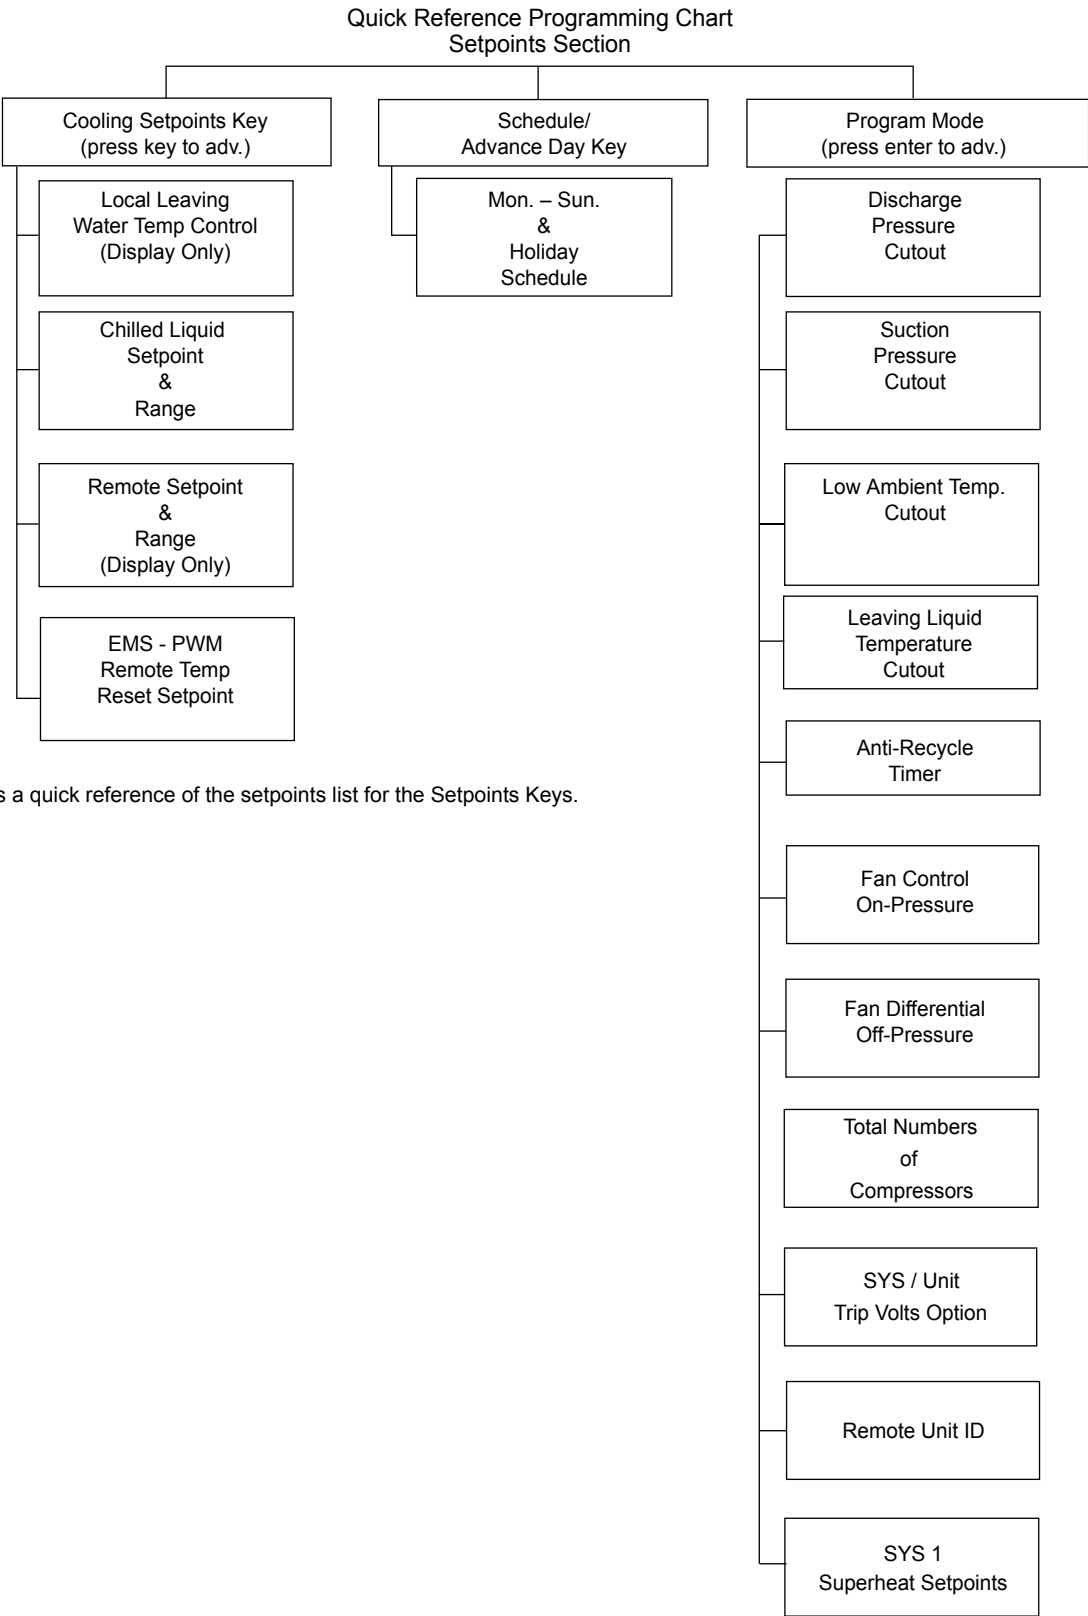 Quick Reference Programming Chart
Setpoints Section
Cooling Setpoints Key
(press key to adv.)
Local Leaving
Water Temp Control
(Display Only)
Chilled Liquid
Setpoint
&
Range
Remote Setpoint
&
Range
(Display Only)
EMS - PWM
Remote Temp
Reset Setpoint
Schedule/
Advance Day Key
Mon. – Sun.
&
Holiday
Schedule
Program Mode
(press enter to adv.)
Discharge
Pressure
Cutout
Suction
Pressure
Cutout
Low Ambient Temp.
Cutout
Leaving Liquid
Temperature
Cutout
Anti-Recycle
Timer
Fan Control
On-Pressure
Fan Differential
Off-Pressure
Total Numbers
of
Compressors
SYS / Unit
Trip Volts Option
Remote Unit ID
SYS 1
Superheat Setpoints
s a quick reference of the setpoints list for the Setpoints Keys.